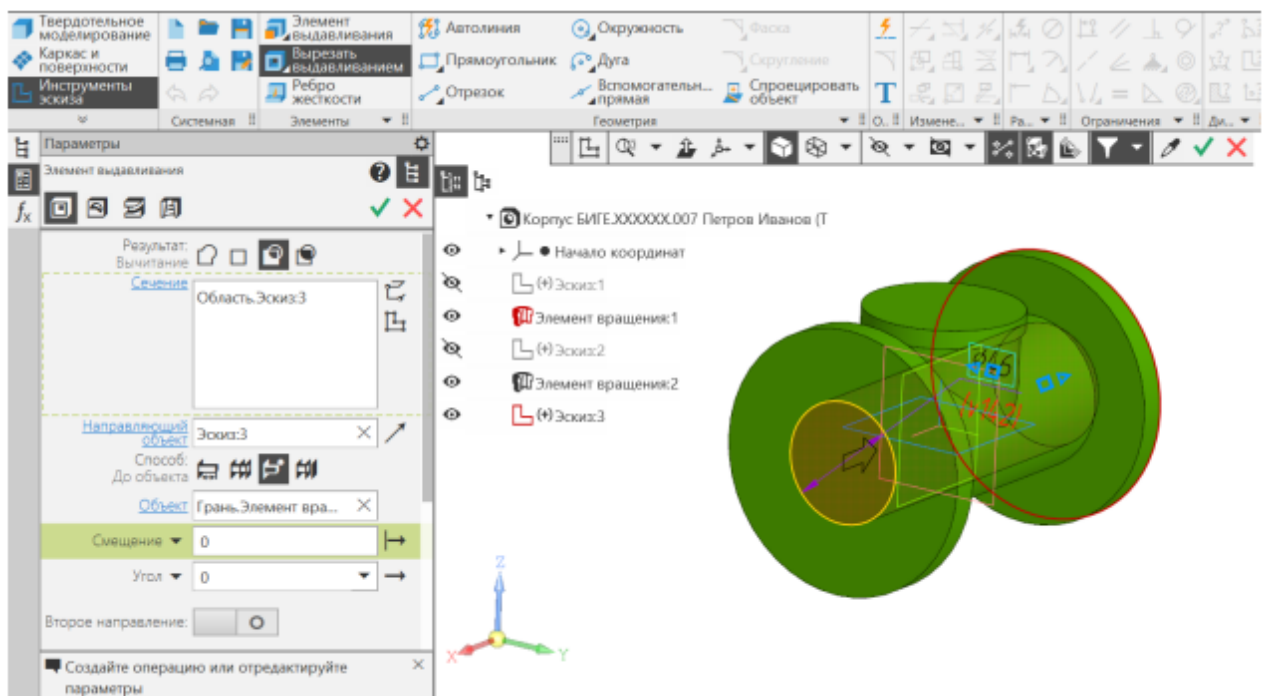 Твердотельное моделирование
Элемент выдавливания
Автолиния
Окружность
Фаска
Каркас и поверхности
Вырезать выдавливанием
Прямоугольник
Дуга
Скругление
Инструменты эскиза
Ребро жесткости
Отрезок
Вспомогательн... прямая
Спроецировать объект
Системная
Элементы
Геометрия
О..
Измене...
Ра...
Ограничения
Ди...
Параметры
Элемент выдавливания
Результат:
Вычитание
Сечение
Область.Эскиз:3
Направляющий объект
Эскиз:3
Способ:
До объекта
Объект
Грань.Элемент вра...
Смещение
0
Угол
0
Второе направление:
Создайте операцию или отредактируйте
параметры
Корпус БИГЕ.XXXXXX.007 Петров Иванов (Т
Начало координат
(+) Эскиз:1
Элемент вращения:1
(+) Эскиз:2
Элемент вращения:2
(+) Эскиз:3
Z
X
Y